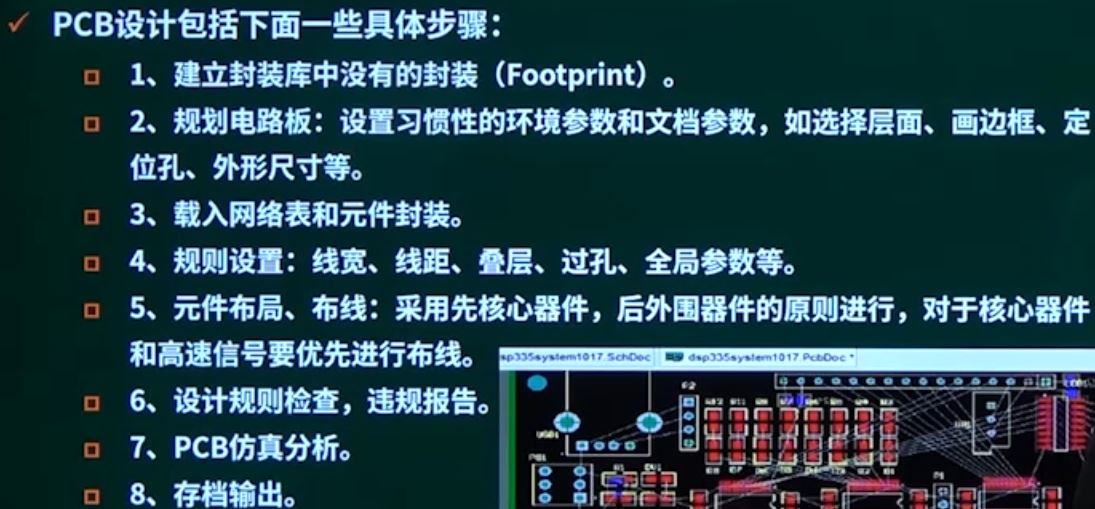 PCB设计包括下面一些具体步骤：
1、建立封装库中没有的封装（Footprint）。
2、规划电路板：设置习惯性的环境参数和文档参数，如选择层面、画边框、定
位孔、外形尺寸等。
3、载入网络表和元件封装。
4、规则设置：线宽、线距、叠层、过孔、全局参数等。
5、元件布局、布线：采用先核心器件，后外围器件的原则进行，对于核心器件
和高速信号要优先进行布线。
sp335system1017.SchDoc dsp335system1017.PcbDoc *
6、设计规则检查，违规报告。
7、PCB仿真分析。
8、存档输出。
P2
USB1
P1